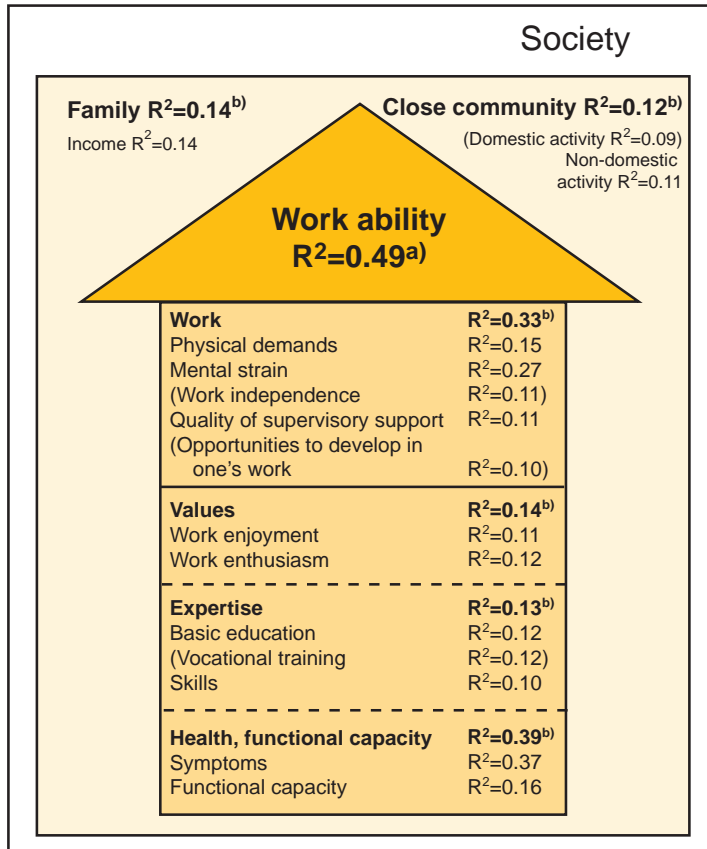 Society
Family R²=0.14ᵇ⁾
Income R²=0.14
Close community R²=0.12ᵇ⁾
(Domestic activity R²=0.09)
Non-domestic
activity R²=0.11
Work ability
R²=0.49ᵃ⁾
Work R²=0.33ᵇ⁾
Physical demands R²=0.15
Mental strain R²=0.27
(Work independence R²=0.11)
Quality of supervisory support R²=0.11
(Opportunities to develop in
one's work R²=0.10)
Values R²=0.14ᵇ⁾
Work enjoyment R²=0.11
Work enthusiasm R²=0.12
Expertise R²=0.13ᵇ⁾
Basic education R²=0.12
(Vocational training R²=0.12)
Skills R²=0.10
Health, functional capacity R²=0.39ᵇ⁾
Symptoms R²=0.37
Functional capacity R²=0.16